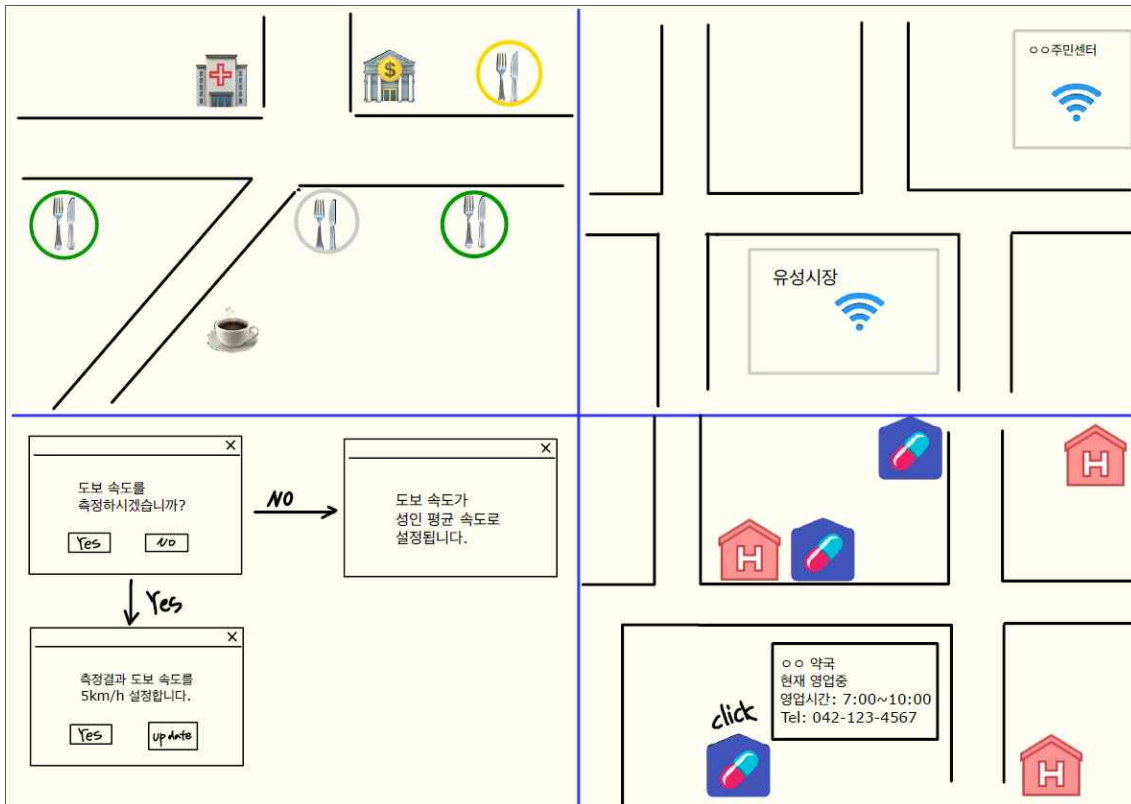 $
ㅇㅇ주민센터
유성시장
X
도보 속도를
측정하시겠습니까?
Yes
NO
NO
X
도보 속도가
성인 평균 속도로
설정됩니다.
Yes
X
측정결과 도보 속도를
5km/h 설정합니다.
Yes
update
H
H
ㅇㅇ 약국
현재 영업중
영업시간: 7:00~10:00
Tel: 042-123-4567
click
H